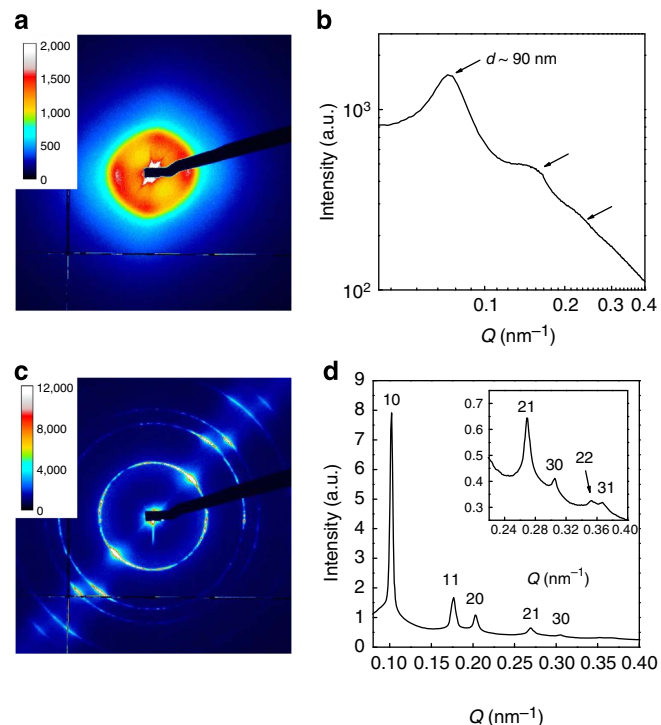 a
2,000
1,500
1,000
500
0
b
d ~ 90 nm
10³
10²
Intensity (a.u.)
0.1 0.2 0.3 0.4
Q (nm⁻¹)
c
12,000
8,000
4,000
0
d
9
8
7
6
5
4
3
2
1
0
Intensity (a.u.)
10
11
20
21
30
0.10 0.15 0.20 0.25 0.30 0.35 0.40
Q (nm⁻¹)
0.7
0.6
0.5
0.4
0.3
21
30
22
31
0.24 0.28 0.32 0.36 0.40
Q (nm⁻¹)